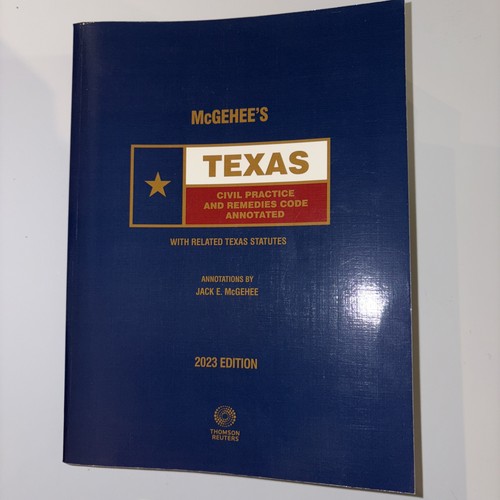 McGEHEE'S
TEXAS
CIVIL PRACTICE
AND REMEDIES CODE
ANNOTATED
WITH RELATED TEXAS STATUTES
ANNOTATIONS BY
JACK E. McGEHEE
2023 EDITION
THOMSON
REUTERS